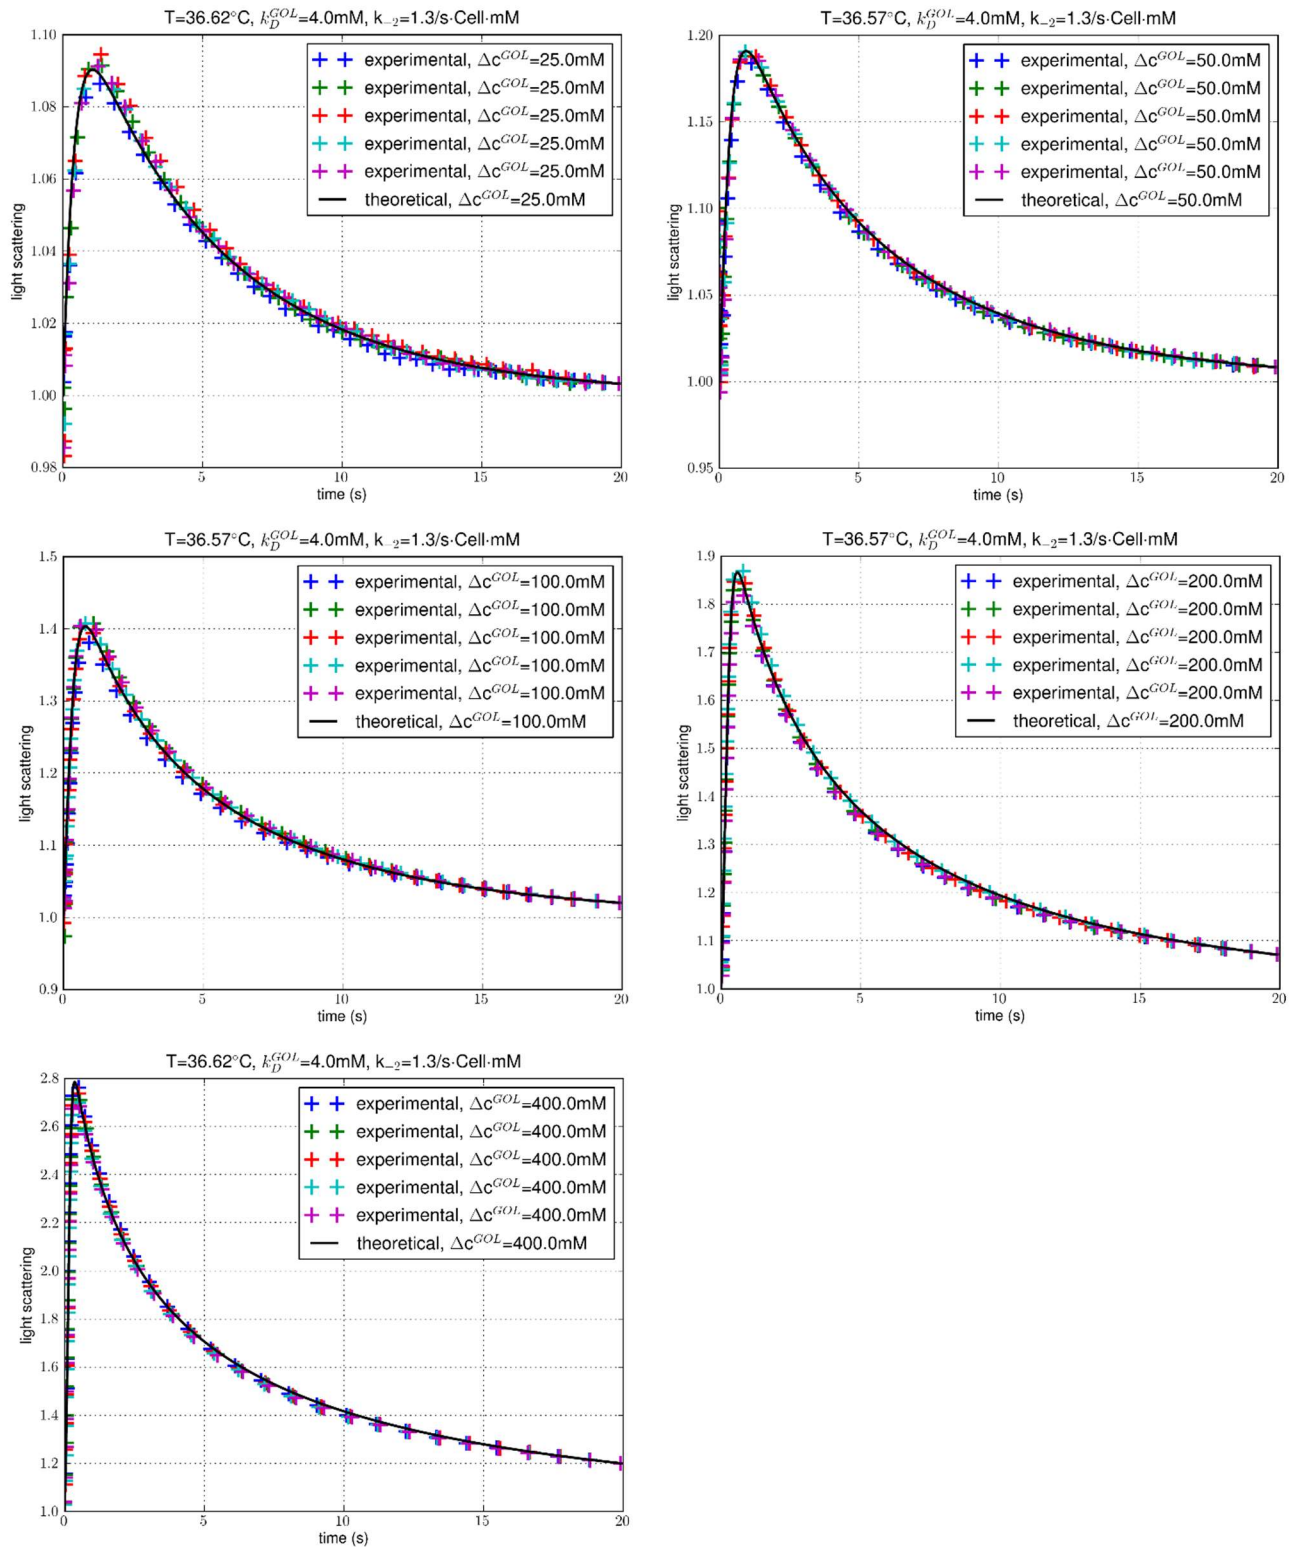 T=36.62°C, k_D^{GOL}=4.0mM, k₋₂=1.3/s·Cell·mM
1.10
experimental, Δc^{GOL}=25.0mM
experimental, Δc^{GOL}=25.0mM
experimental, Δc^{GOL}=25.0mM
experimental, Δc^{GOL}=25.0mM
experimental, Δc^{GOL}=25.0mM
theoretical, Δc^{GOL}=25.0mM
1.08
1.06
1.04
1.02
1.00
0.98
light scattering
0 5 10 15 20
time (s)
T=36.57°C, k_D^{GOL}=4.0mM, k₋₂=1.3/s·Cell·mM
1.20
experimental, Δc^{GOL}=50.0mM
experimental, Δc^{GOL}=50.0mM
experimental, Δc^{GOL}=50.0mM
experimental, Δc^{GOL}=50.0mM
experimental, Δc^{GOL}=50.0mM
theoretical, Δc^{GOL}=50.0mM
1.15
1.10
1.05
1.00
0.95
light scattering
0 5 10 15 20
time (s)
T=36.57°C, k_D^{GOL}=4.0mM, k₋₂=1.3/s·Cell·mM
1.5
experimental, Δc^{GOL}=100.0mM
experimental, Δc^{GOL}=100.0mM
experimental, Δc^{GOL}=100.0mM
experimental, Δc^{GOL}=100.0mM
experimental, Δc^{GOL}=100.0mM
theoretical, Δc^{GOL}=100.0mM
1.4
1.3
1.2
1.1
1.0
0.9
light scattering
0 5 10 15 20
time (s)
T=36.57°C, k_D^{GOL}=4.0mM, k₋₂=1.3/s·Cell·mM
1.9
experimental, Δc^{GOL}=200.0mM
experimental, Δc^{GOL}=200.0mM
experimental, Δc^{GOL}=200.0mM
experimental, Δc^{GOL}=200.0mM
experimental, Δc^{GOL}=200.0mM
theoretical, Δc^{GOL}=200.0mM
1.8
1.7
1.6
1.5
1.4
1.3
1.2
1.1
1.0
light scattering
0 5 10 15 20
time (s)
T=36.62°C, k_D^{GOL}=4.0mM, k₋₂=1.3/s·Cell·mM
2.8
experimental, Δc^{GOL}=400.0mM
experimental, Δc^{GOL}=400.0mM
experimental, Δc^{GOL}=400.0mM
experimental, Δc^{GOL}=400.0mM
experimental, Δc^{GOL}=400.0mM
theoretical, Δc^{GOL}=400.0mM
2.6
2.4
2.2
2.0
1.8
1.6
1.4
1.2
1.0
light scattering
0 5 10 15 20
time (s)